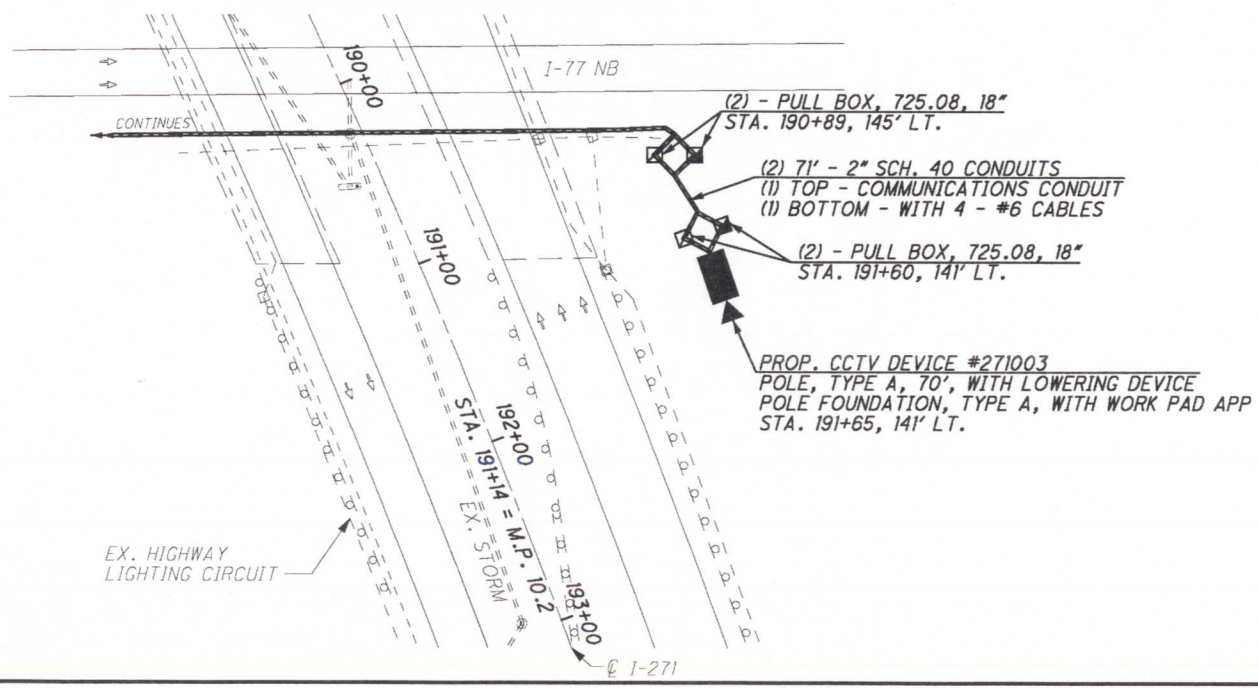 I-77 NB
190+00
CONTINUES
(2) - PULL BOX, 725.08, 18"
STA. 190+89, 145' LT.
(2) 71' - 2" SCH. 40 CONDUITS
(1) TOP - COMMUNICATIONS CONDUIT
(1) BOTTOM - WITH 4 - #6 CABLES
191+00
(2) - PULL BOX, 725.08, 18"
STA. 191+60, 141' LT.
PROP. CCTV DEVICE #271003
POLE, TYPE A, 70', WITH LOWERING DEVICE
POLE FOUNDATION, TYPE A, WITH WORK PAD APP
STA. 191+65, 141' LT.
192+00
STA. 191+14 = M.P. 10.2
EX. STORM
EX. HIGHWAY
LIGHTING CIRCUIT
193+00
℄ I-271